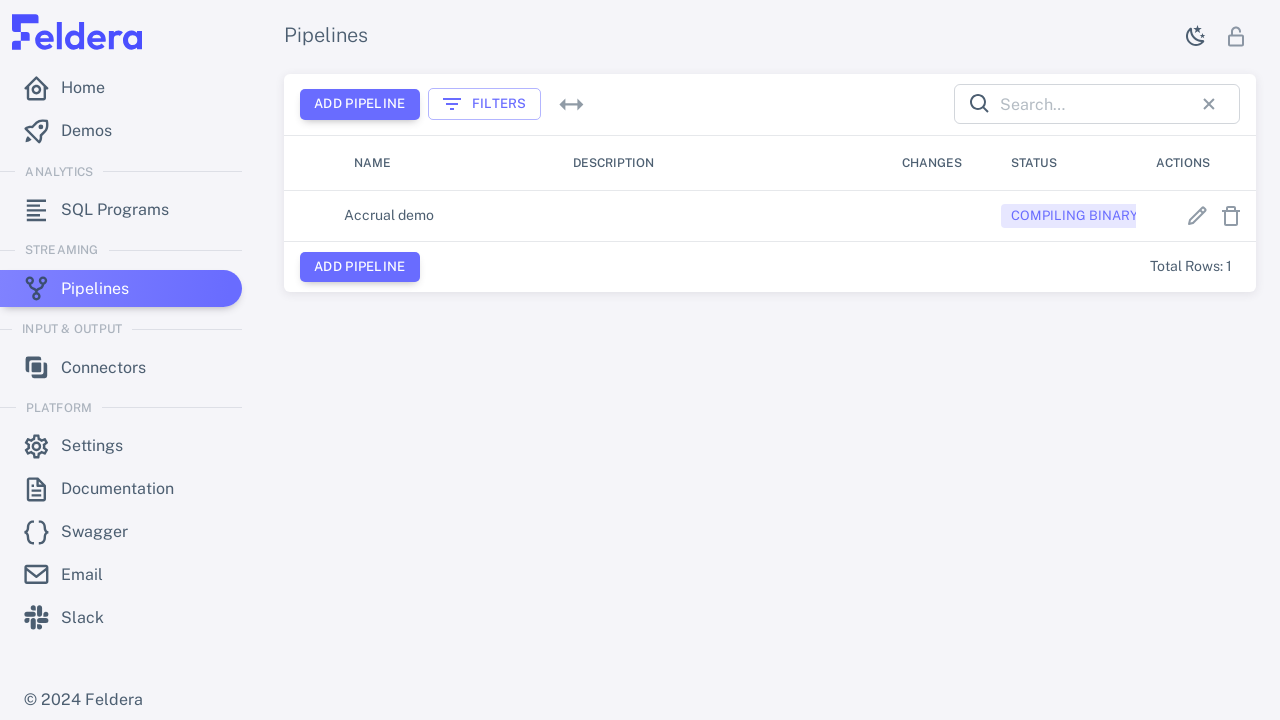 Feldera
Home
Demos
ANALYTICS
SQL Programs
STREAMING
Pipelines
INPUT & OUTPUT
Connectors
PLATFORM
Settings
Documentation
Swagger
Email
Slack
© 2024 Feldera
Pipelines
ADD PIPELINE FILTERS Search...
NAME DESCRIPTION CHANGES STATUS ACTIONS
Accrual demo COMPILING BINARY
ADD PIPELINE Total Rows: 1